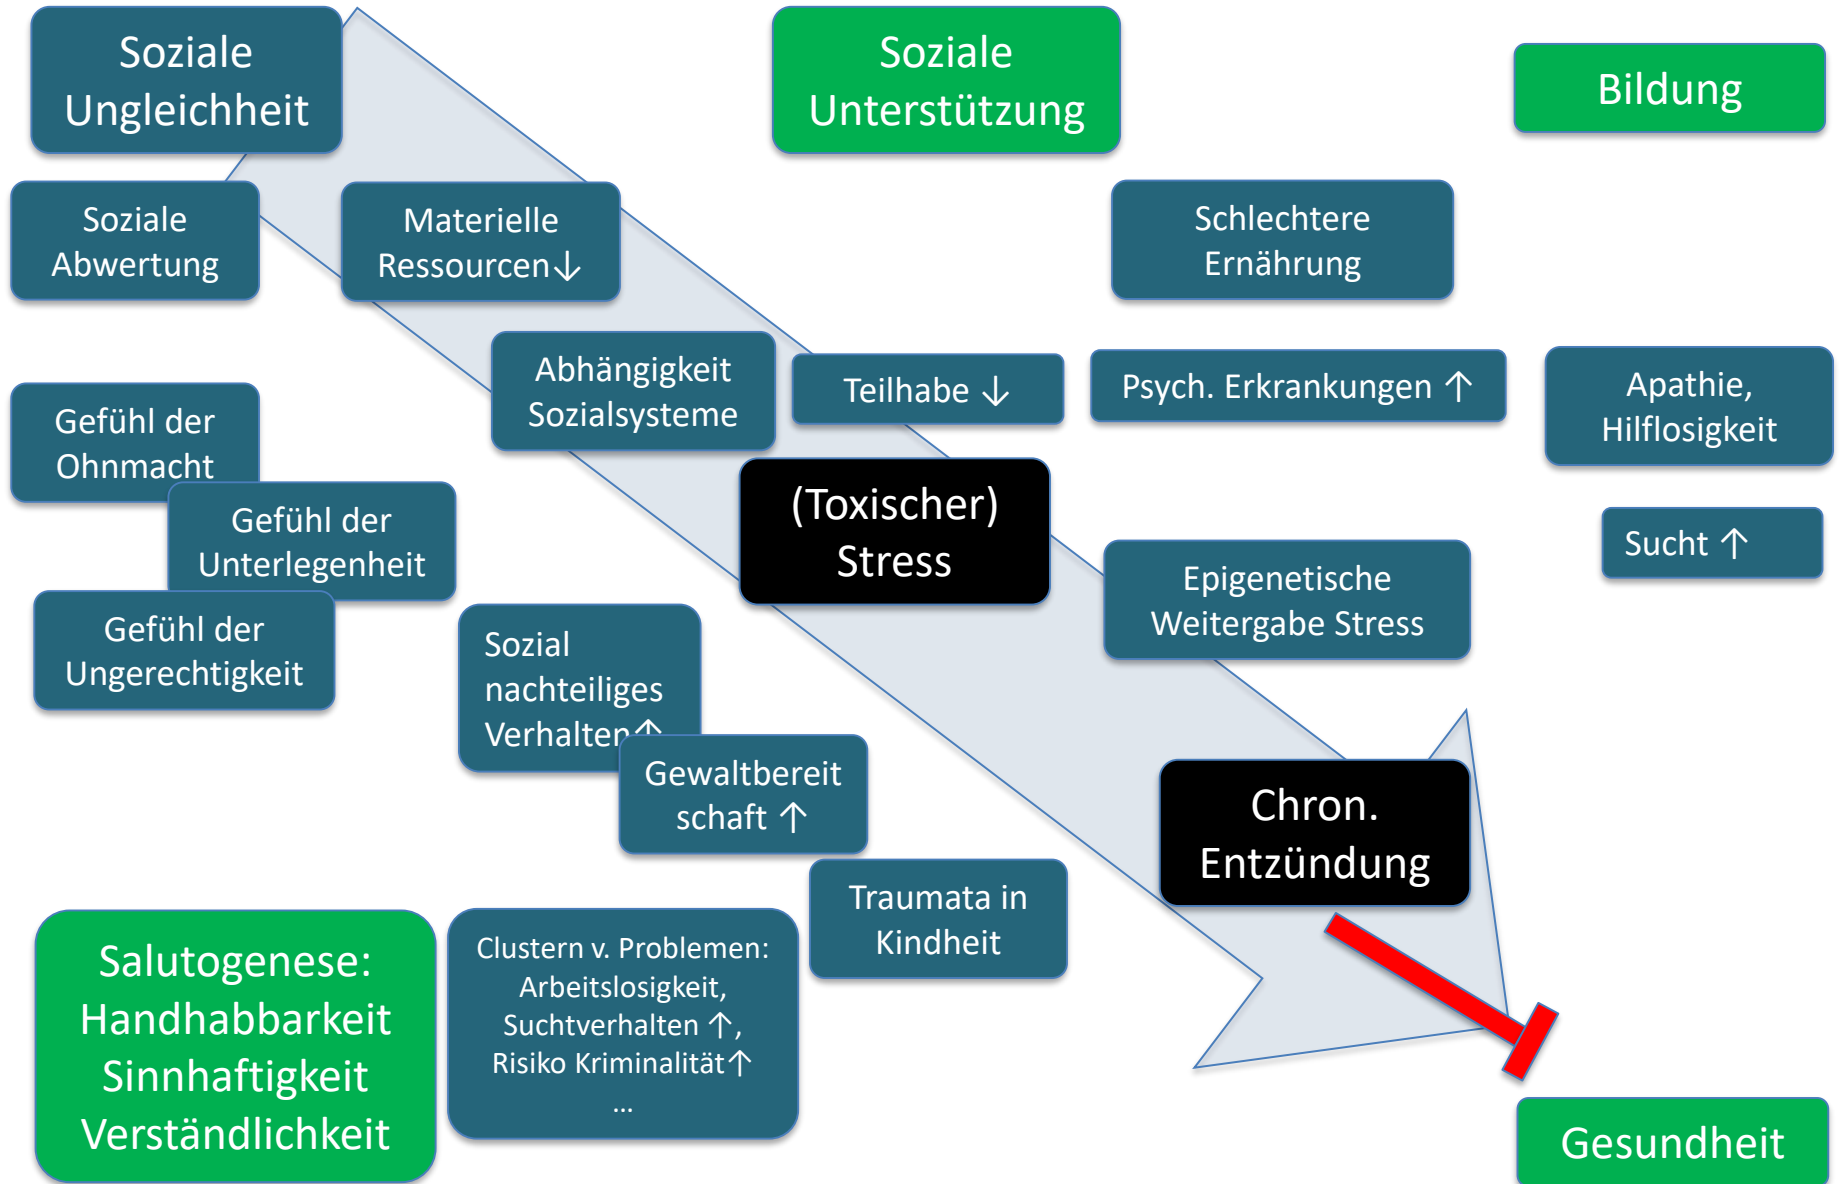 Soziale
Ungleichheit
Soziale
Unterstützung
Bildung
Soziale
Abwertung
Materielle
Ressourcen↓
Schlechtere
Ernährung
Abhängigkeit
Sozialsysteme
Teilhabe ↓
Psych. Erkrankungen ↑
Apathie,
Hilflosigkeit
Gefühl der
Ohnmacht
Gefühl der
Unterlegenheit
Gefühl der
Ungerechtigkeit
(Toxischer)
Stress
Sucht ↑
Epigenetische
Weitergabe Stress
Sozial
nachteiliges
Verhalten↑
Gewaltbereit
schaft ↑
Chron.
Entzündung
Traumata in
Kindheit
Salutogenese:
Handhabbarkeit
Sinnhaftigkeit
Verständlichkeit
Clustern v. Problemen:
Arbeitslosigkeit,
Suchtverhalten ↑,
Risiko Kriminalität↑
...
Gesundheit